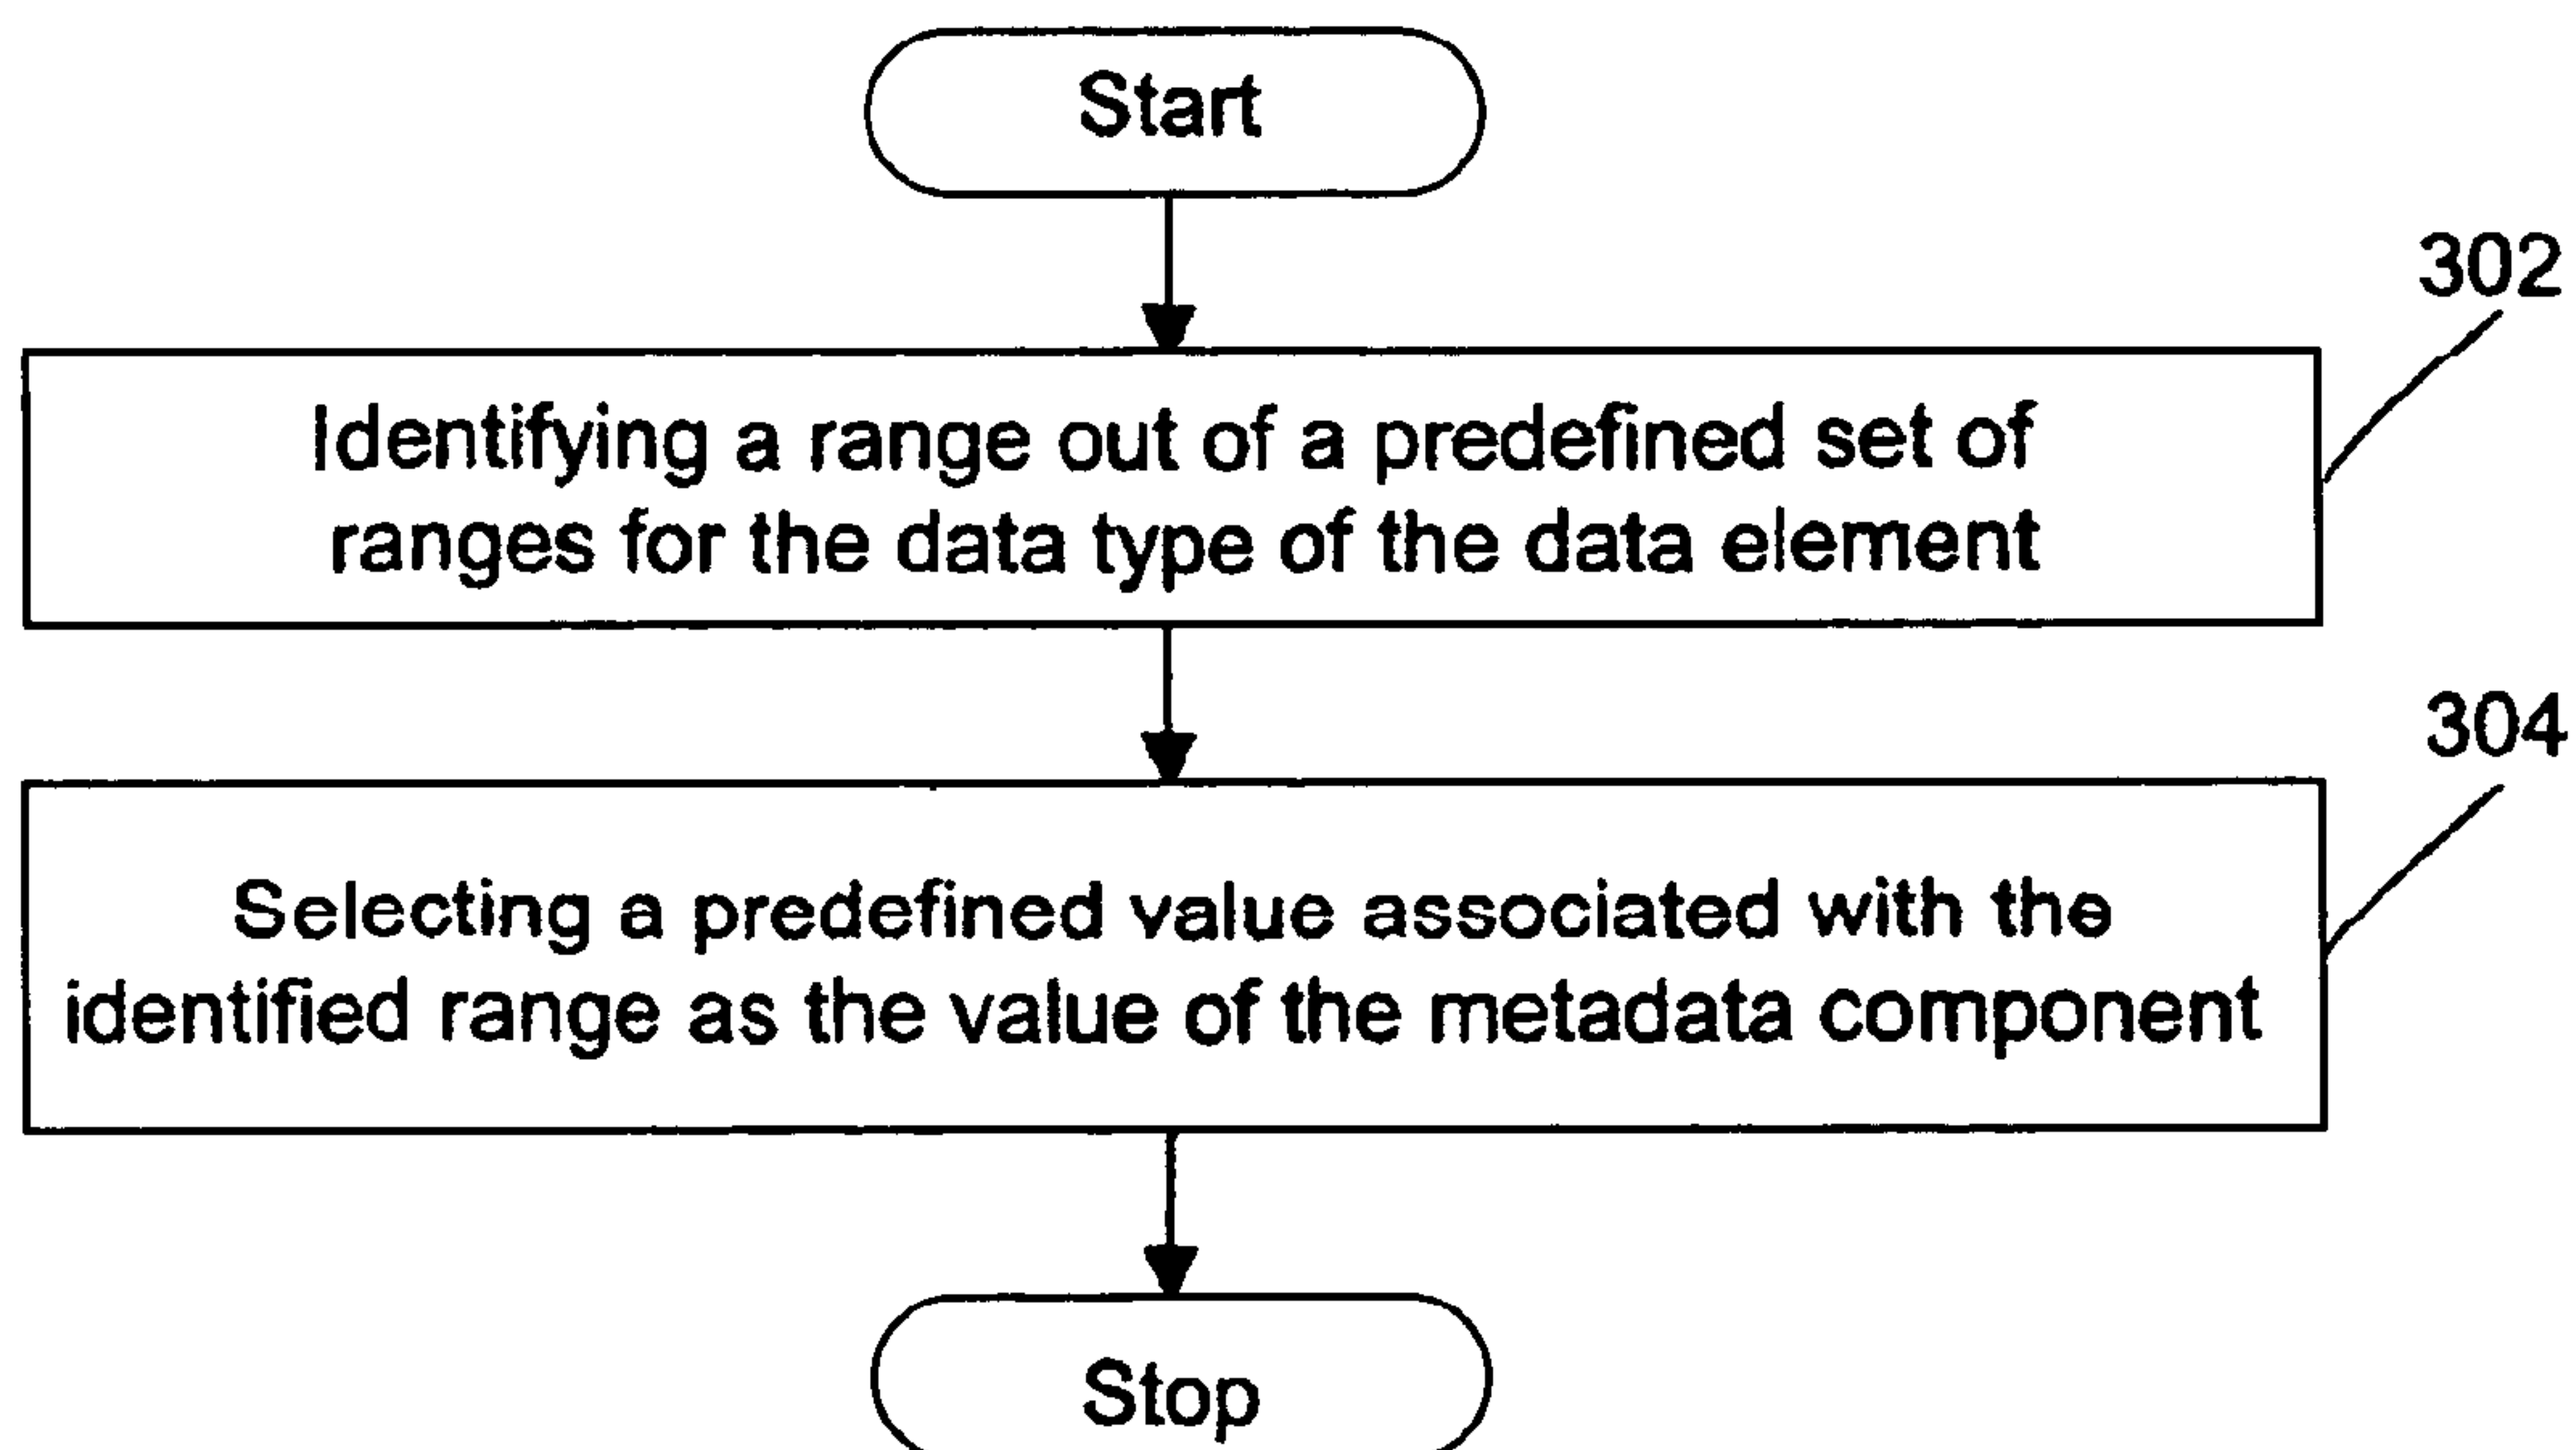 Start
302
Identifying a range out of a predefined set of
ranges for the data type of the data element
304
Selecting a predefined value associated with the
identified range as the value of the metadata component
Stop